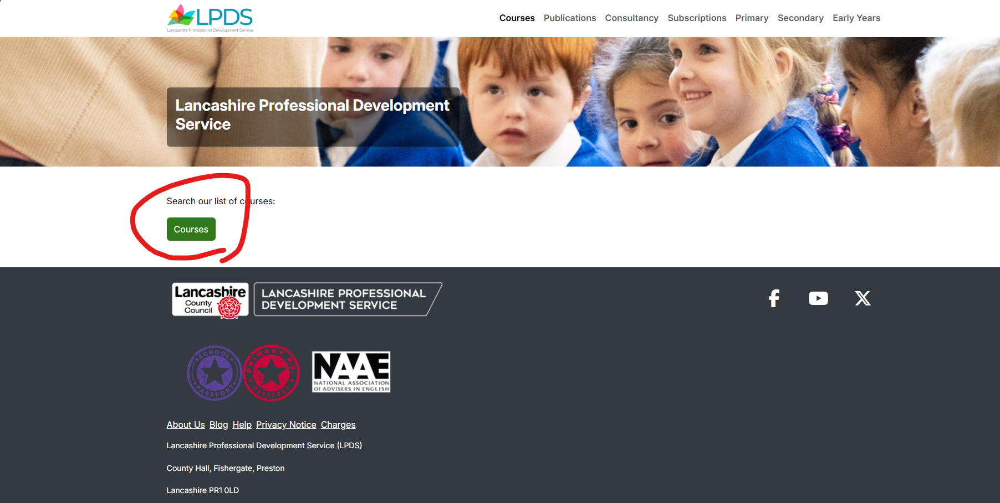 LPDS
Lancashire Professional Development Service
Courses Publications Consultancy Subscriptions Primary Secondary Early Years
Lancashire Professional Development
Service
Search our list of courses:
Courses
Lancashire
County
Council
LANCASHIRE PROFESSIONAL
DEVELOPMENT SERVICE
SCHOOL
PASSPORT
PRIMARY P.E.
PASSPORT
NAAE
NATIONAL ASSOCIATION
OF ADVISERS IN ENGLISH
About Us Blog Help Privacy Notice Charges
Lancashire Professional Development Service (LPDS)
County Hall, Fishergate, Preston
Lancashire PR1 0LD